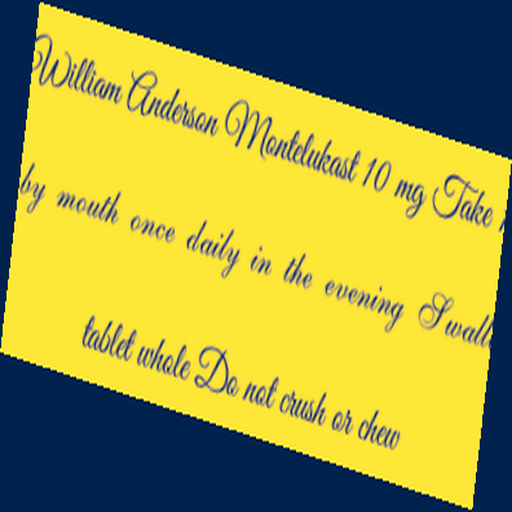 William Anderson Montelukast 10 mg Take
by mouth once daily in the evening
tablet whole Do not crush or chew